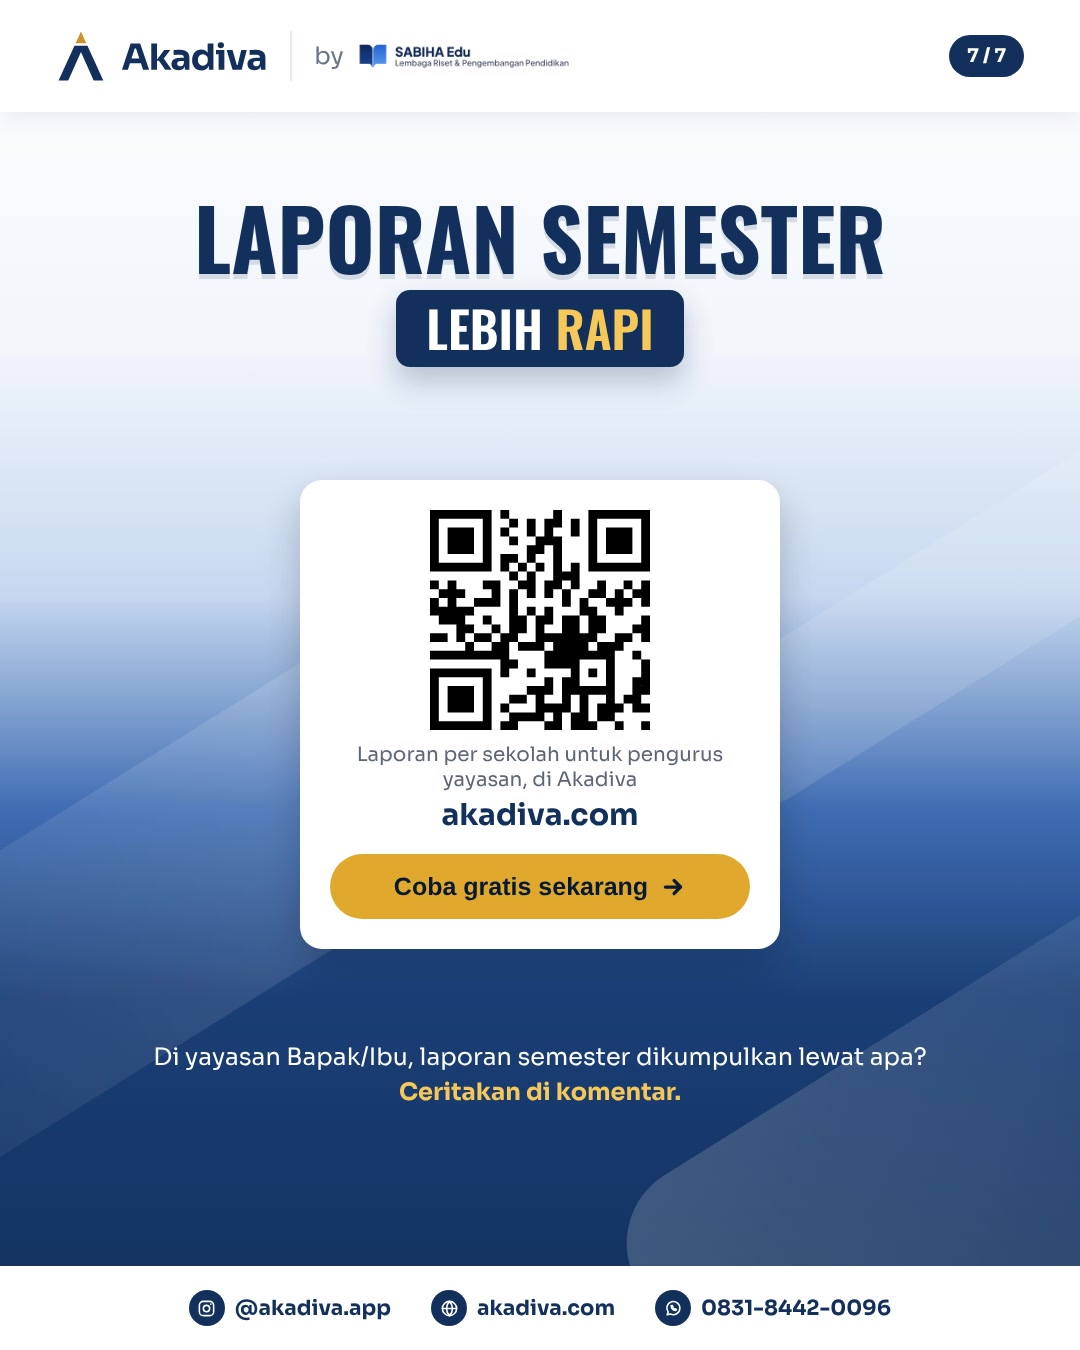 Akadiva
by
SABIHA Edu
Lembaga Riset & Pengembangan Pendidikan
7 / 7
LAPORAN SEMESTER
LEBIH RAPI
Laporan per sekolah untuk pengurus
yayasan, di Akadiva
akadiva.com
Coba gratis sekarang →
Di yayasan Bapak/Ibu, laporan semester dikumpulkan lewat apa?
Ceritakan di komentar.
@akadiva.app
akadiva.com
0831-8442-0096